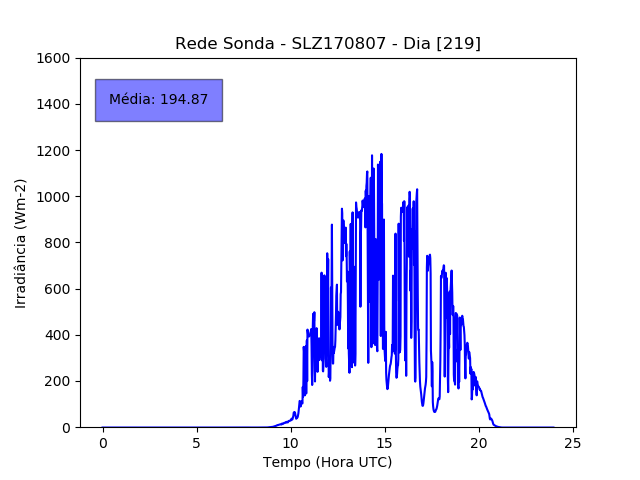 Rede Sonda - SLZ170807 - Dia [219]
1600
1400
1200
1000
800
600
400
200
0
Média: 194.87
Irradiância (Wm-2)
0 5 10 15 20 25
Tempo (Hora UTC)